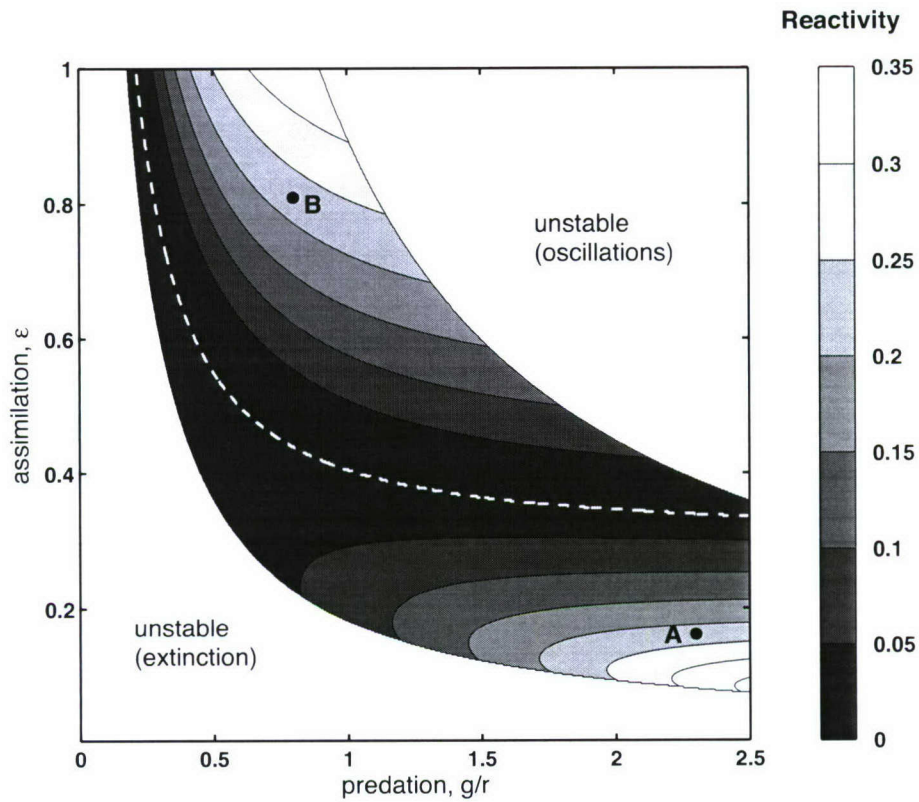 Reactivity
1
0.8
0.6
0.4
0.2
assimilation, ε
0
0.5
1
1.5
2
2.5
predation, g/r
B
A
unstable
(oscillations)
unstable
(extinction)
0.35
0.3
0.25
0.2
0.15
0.1
0.05
0